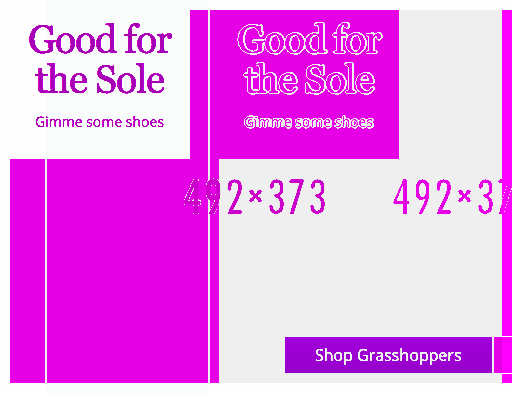 Good for
the Sole
Gimme some shoes
Good for
the Sole
Gimme some shoes
492×373
492×37
Shop Grasshoppers